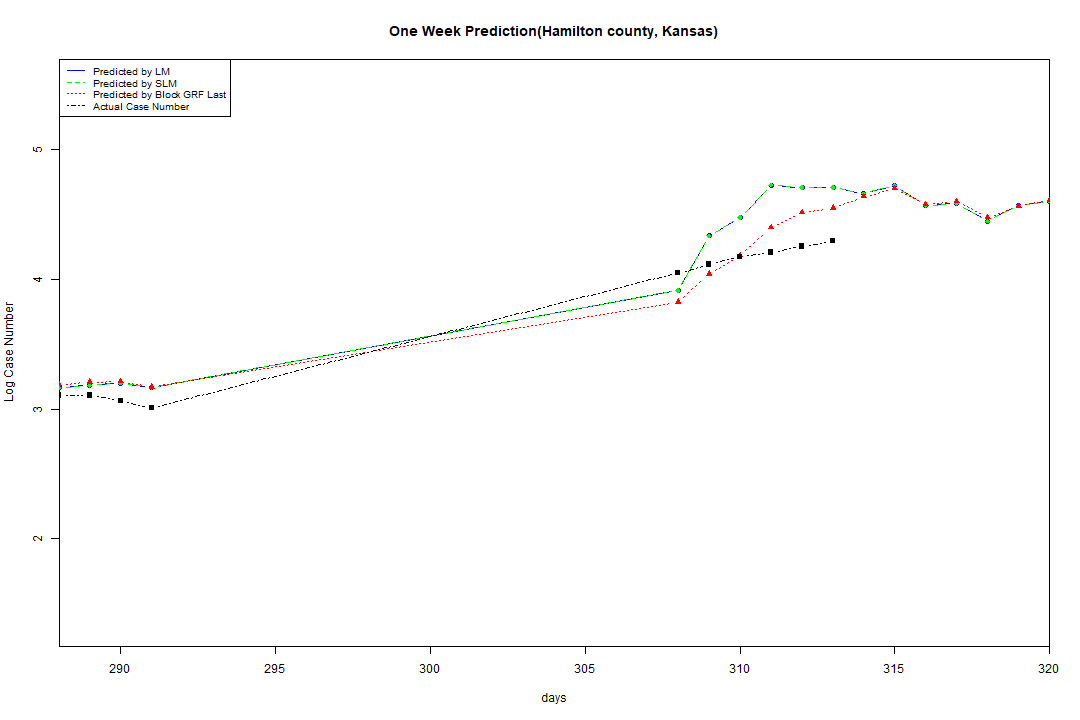 One Week Prediction(Hamilton county, Kansas)
Predicted by LM
Predicted by SLM
Predicted by Block GRF Last
Actual Case Number
5
4
3
2
Log Case Number
290 295 300 305 310 315 320
days